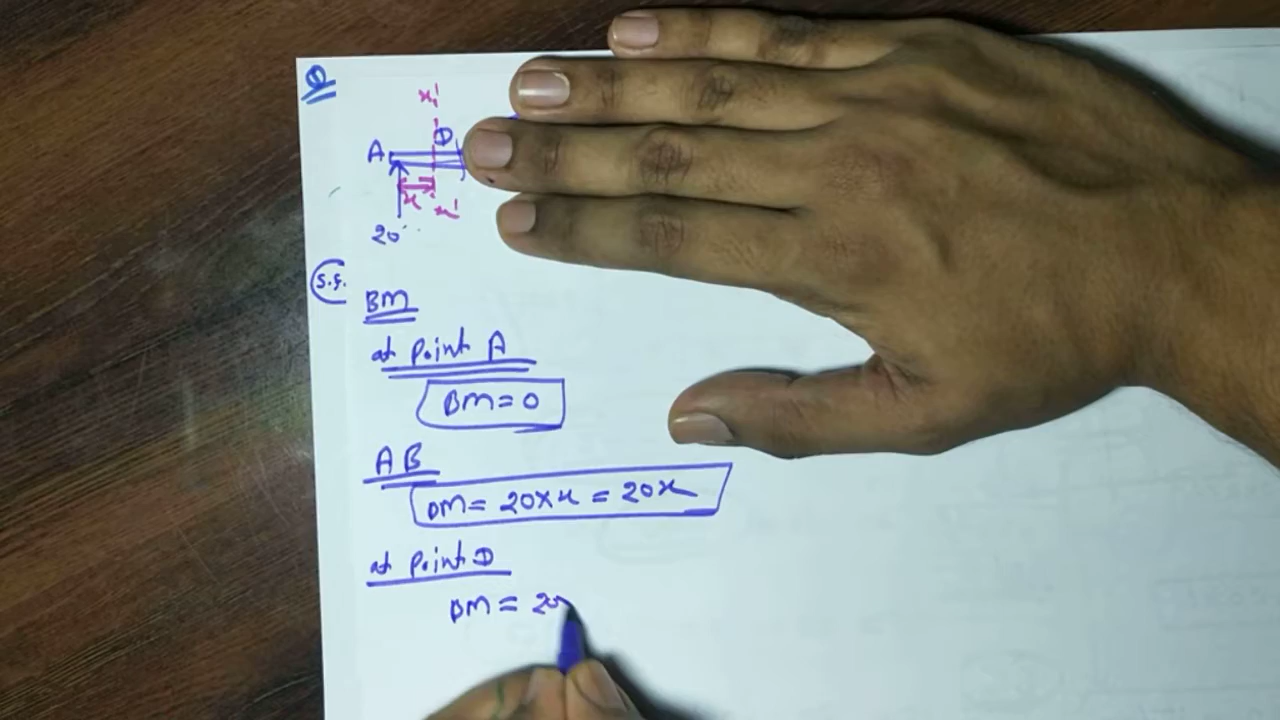 Q
x'
A D
x
x'
20
S.f.
BM
at Point A
BM = 0
AB
BM = 20×x = 20x
at Point D
BM = 20